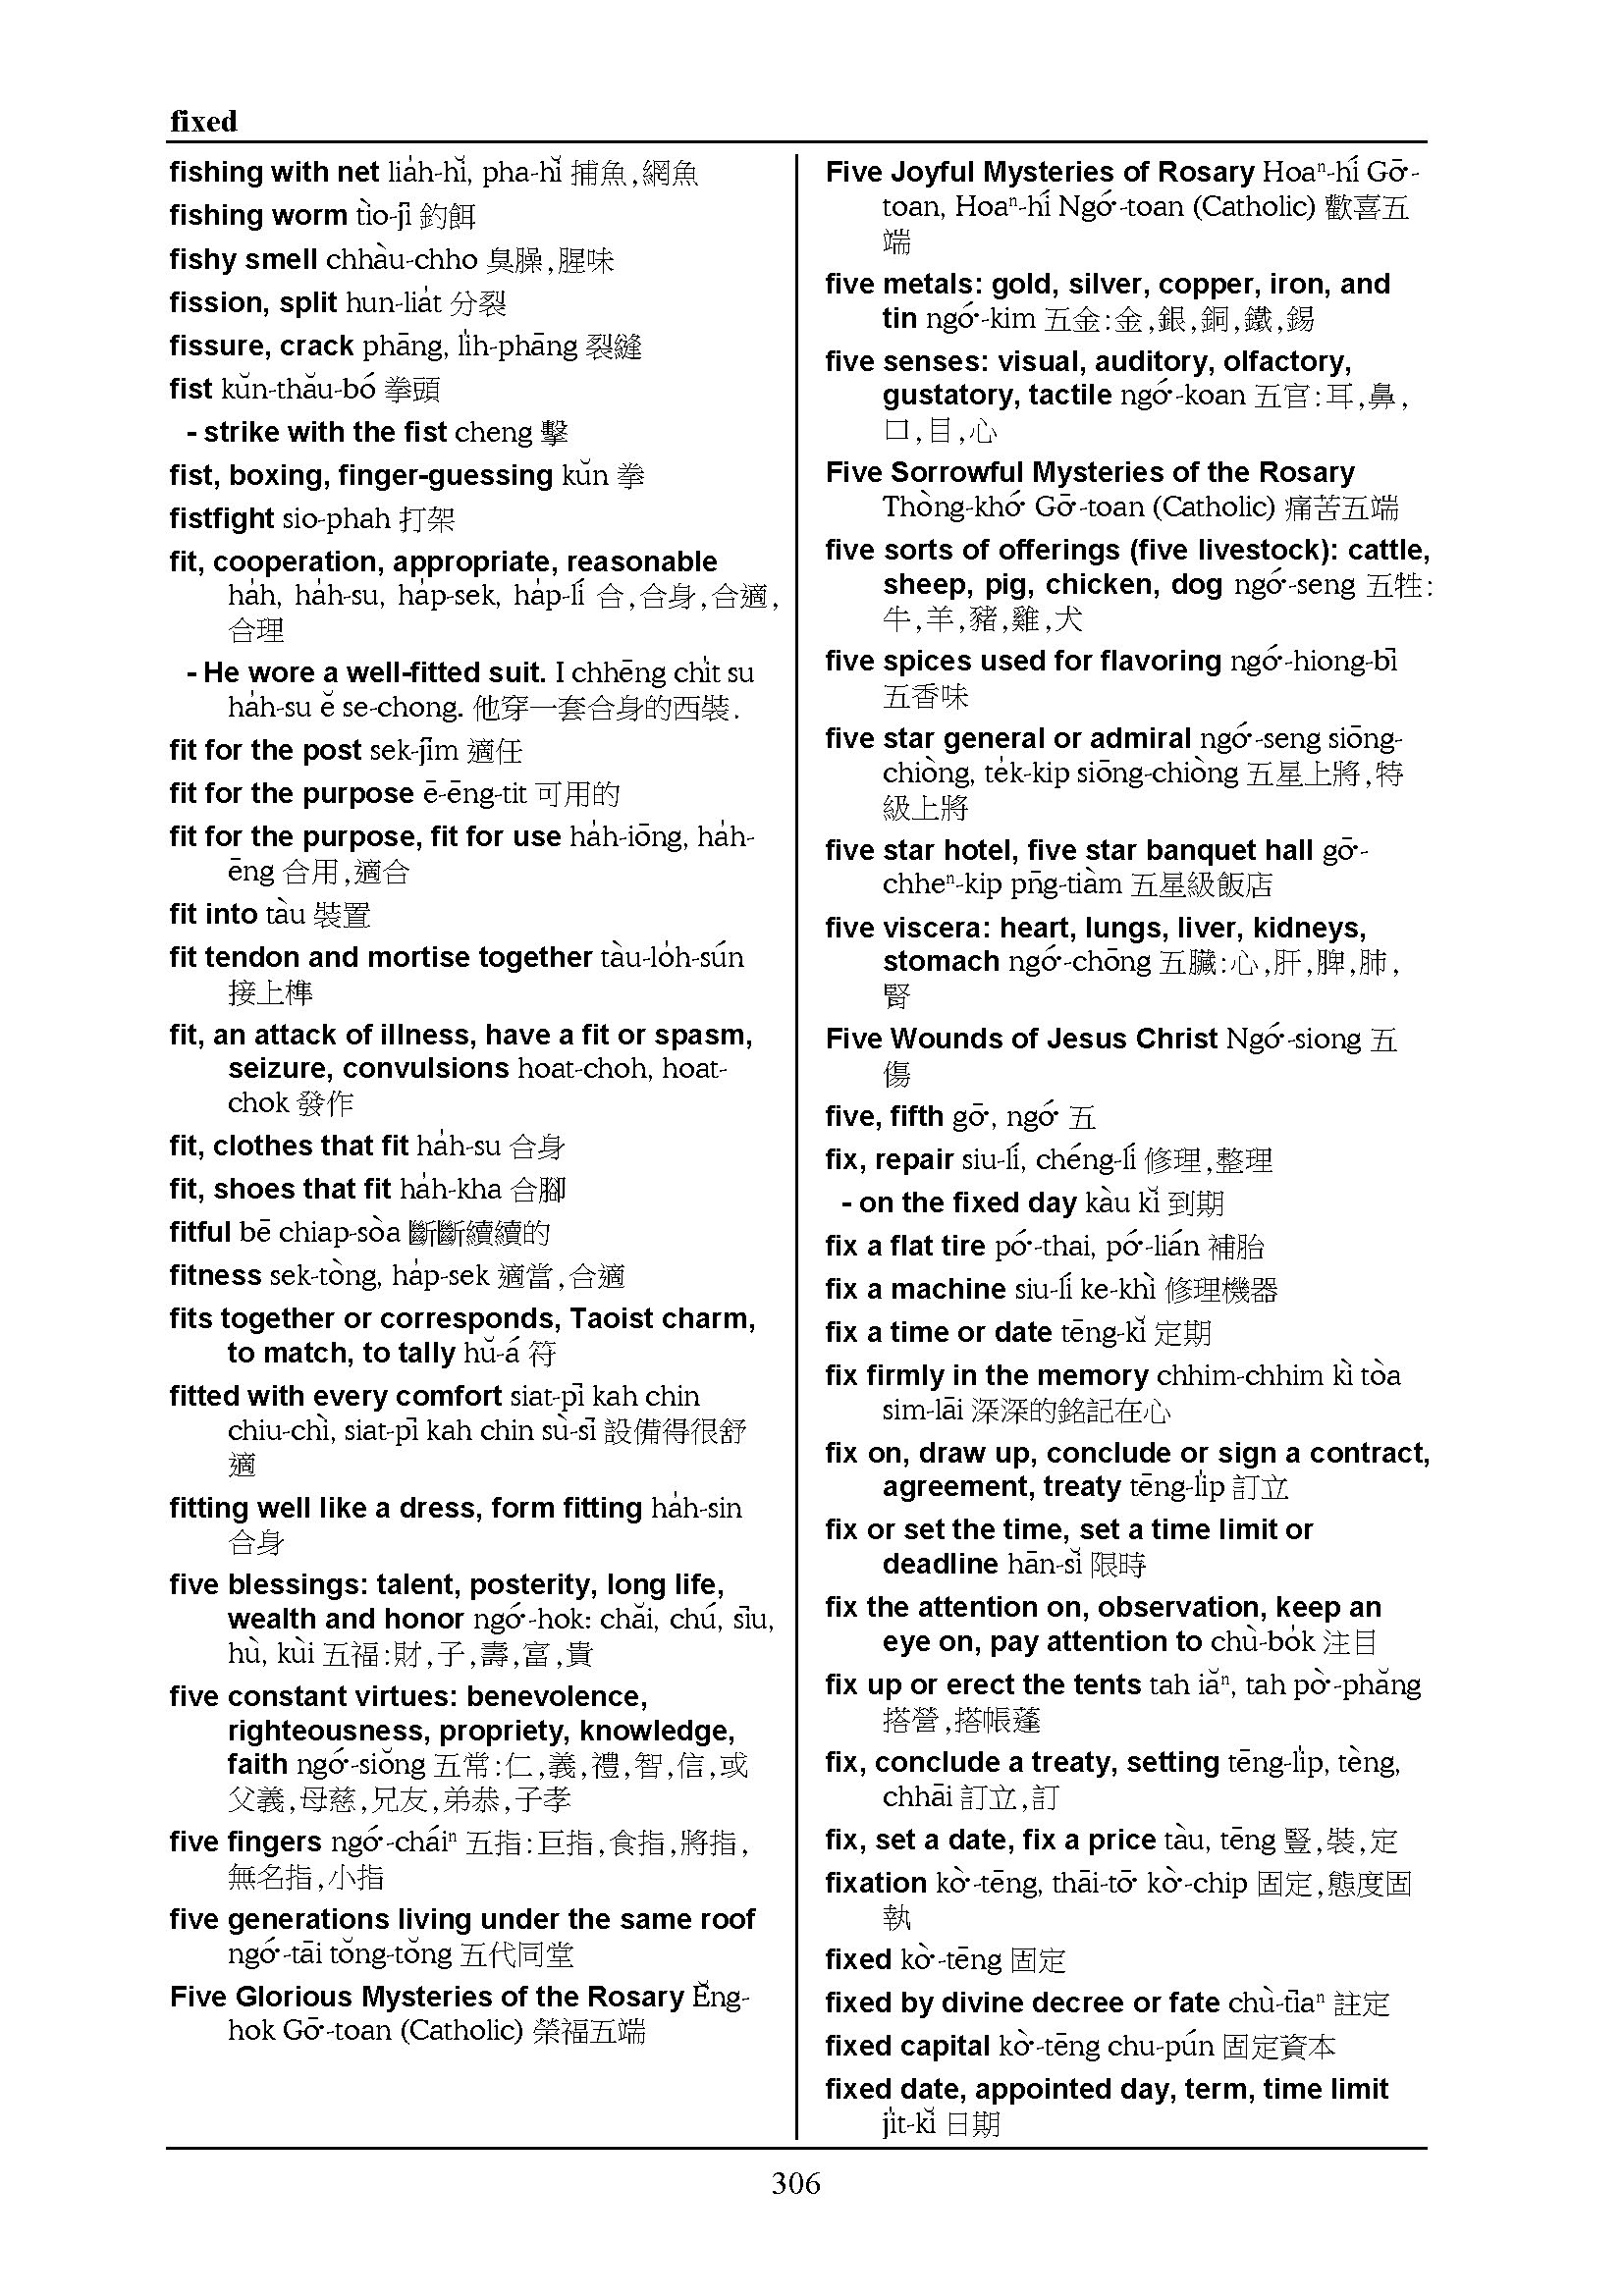 fixed
fishing with net lia̍h-hĭ, pha-hĭ 捕魚,網魚
fishing worm tìo-jī 釣餌
fishy smell chhàu-chho 臭臊,腥味
fission, split hun-lia̍t 分裂
fissure, crack phāng, li̍h-phāng 裂縫
fist kŭn-thău-bó 拳頭
- strike with the fist cheng 擊
fist, boxing, finger-guessing kŭn 拳
fistfight sio-phah 打架
fit, cooperation, appropriate, reasonable
ha̍h, ha̍h-su, ha̍p-sek, ha̍p-lí 合,合身,合適,
合理
- He wore a well-fitted suit. I chhēng chi̍t su
ha̍h-su ĕ se-chong. 他穿一套合身的西裝.
fit for the post sek-jīm 適任
fit for the purpose ē-ēng-tit 可用的
fit for the purpose, fit for use ha̍h-iōng, ha̍h-
ēng 合用,適合
fit into tàu 裝置
fit tendon and mortise together tàu-lo̍h-sún
接上榫
fit, an attack of illness, have a fit or spasm,
seizure, convulsions hoat-choh, hoat-
chok 發作
fit, clothes that fit ha̍h-su 合身
fit, shoes that fit ha̍h-kha 合腳
fitful bē chiap-sòa 斷斷續續的
fitness sek-tòng, ha̍p-sek 適當,合適
fits together or corresponds, Taoist charm,
to match, to tally hŭ-á 符
fitted with every comfort siat-pī kah chin
chiu-chì, siat-pī kah chin sù-sī 設備得很舒
適
fitting well like a dress, form fitting ha̍h-sin
合身
five blessings: talent, posterity, long life,
wealth and honor ngó͘-hok: chăi, chú, sīu,
hù, kùi 五福:財,子,壽,富,貴
five constant virtues: benevolence,
righteousness, propriety, knowledge,
faith ngó͘-siŏng 五常:仁,義,禮,智,信,或
父義,母慈,兄友,弟恭,子孝
five fingers ngó͘-cháiⁿ 五指:巨指,食指,將指,
無名指,小指
five generations living under the same roof
ngó͘-tāi tŏng-tŏng 五代同堂
Five Glorious Mysteries of the Rosary Ĕng-
hok Gō͘-toan (Catholic) 榮福五端
Five Joyful Mysteries of Rosary Hoaⁿ-hí Gō͘-
toan, Hoaⁿ-hí Ngó͘-toan (Catholic) 歡喜五
端
five metals: gold, silver, copper, iron, and
tin ngó͘-kim 五金:金,銀,銅,鐵,錫
five senses: visual, auditory, olfactory,
gustatory, tactile ngó͘-koan 五官:耳,鼻,
口,目,心
Five Sorrowful Mysteries of the Rosary
Thòng-khó͘ Gō͘-toan (Catholic) 痛苦五端
five sorts of offerings (five livestock): cattle,
sheep, pig, chicken, dog ngó͘-seng 五牲:
牛,羊,豬,雞,犬
five spices used for flavoring ngó͘-hiong-bī
五香味
five star general or admiral ngó͘-seng siōng-
chiòng, te̍k-kip siōng-chiòng 五星上將,特
級上將
five star hotel, five star banquet hall gō͘-
chheⁿ-kip pn̄g-tiàm 五星級飯店
five viscera: heart, lungs, liver, kidneys,
stomach ngó͘-chōng 五臟:心,肝,脾,肺,
腎
Five Wounds of Jesus Christ Ngó͘-siong 五
傷
five, fifth gō͘, ngó͘ 五
fix, repair siu-lí, chéng-lí 修理,整理
- on the fixed day kàu kĭ 到期
fix a flat tire pó͘-thai, pó͘-lián 補胎
fix a machine siu-lí ke-khì 修理機器
fix a time or date tēng-kĭ 定期
fix firmly in the memory chhim-chhim kì tòa
sim-lāi 深深的銘記在心
fix on, draw up, conclude or sign a contract,
agreement, treaty tēng-li̍p 訂立
fix or set the time, set a time limit or
deadline hān-sĭ 限時
fix the attention on, observation, keep an
eye on, pay attention to chù-bo̍k 注目
fix up or erect the tents tah iăⁿ, tah pò͘-phăng
搭營,搭帳蓬
fix, conclude a treaty, setting tēng-li̍p, tèng,
chhāi 訂立,訂
fix, set a date, fix a price tàu, tēng 豎,裝,定
fixation kò͘-tēng, thāi-tō͘ kò͘-chip 固定,態度固
執
fixed kò͘-tēng 固定
fixed by divine decree or fate chù-tīaⁿ 註定
fixed capital kò͘-tēng chu-pún 固定資本
fixed date, appointed day, term, time limit
ji̍t-kĭ 日期
306